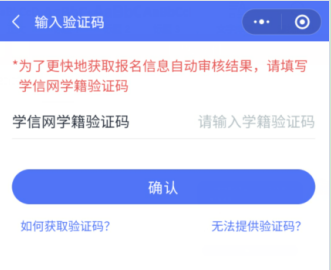 输入验证码
*为了更快地获取报名信息自动审核结果，请填写
学信网学籍验证码
学信网学籍验证码 请输入学籍验证码
确认
如何获取验证码？ 无法提供验证码？